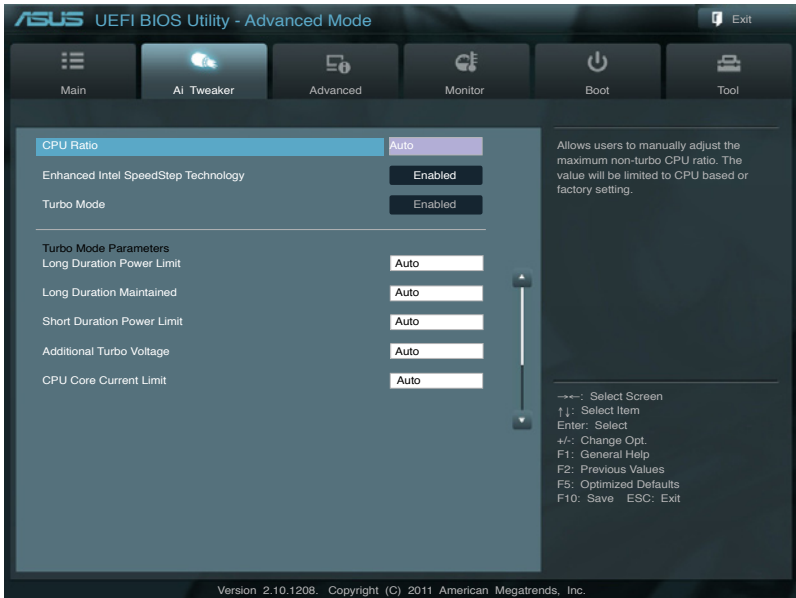 ASUS UEFI BIOS Utility - Advanced Mode
Exit
Main
Ai Tweaker
Advanced
Monitor
Boot
Tool
CPU Ratio Auto
Enhanced Intel SpeedStep Technology Enabled
Turbo Mode Enabled
Turbo Mode Parameters
Long Duration Power Limit Auto
Long Duration Maintained Auto
Short Duration Power Limit Auto
Additional Turbo Voltage Auto
CPU Core Current Limit Auto
Allows users to manually adjust the
maximum non-turbo CPU ratio. The
value will be limited to CPU based or
factory setting.
→←: Select Screen
↑↓: Select Item
Enter: Select
+/-: Change Opt.
F1: General Help
F2: Previous Values
F5: Optimized Defaults
F10: Save ESC: Exit
Version 2.10.1208. Copyright (C) 2011 American Megatrends, Inc.